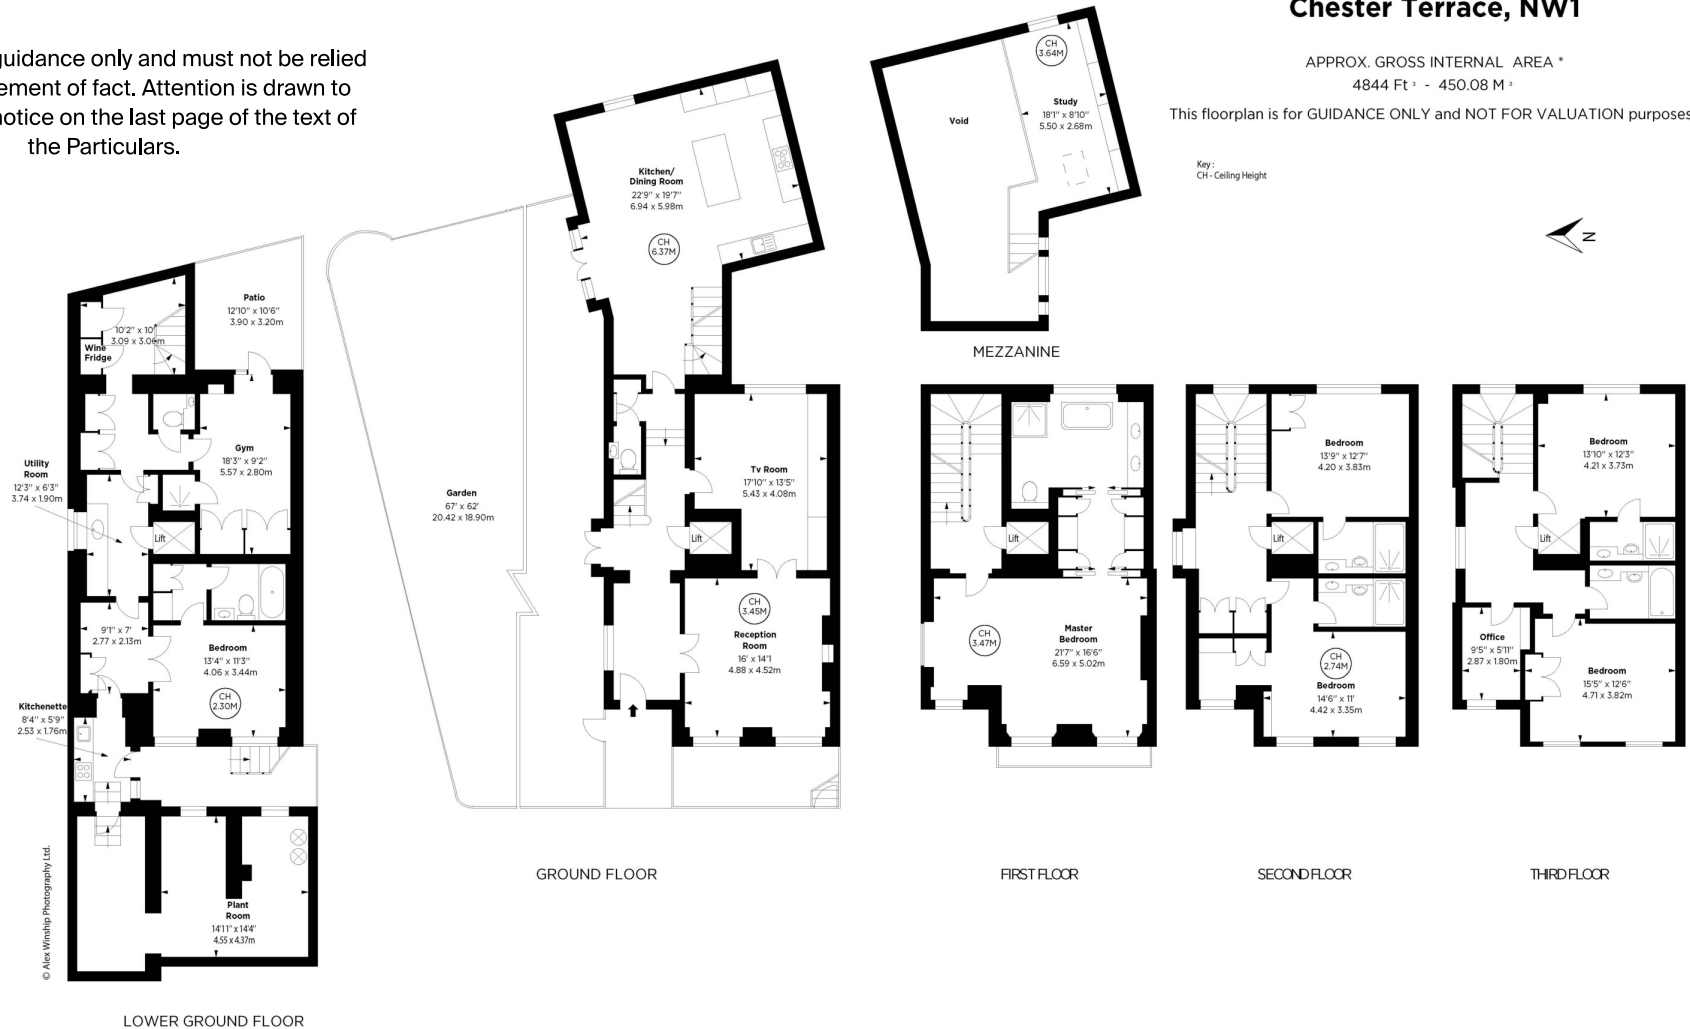 guidance only and must not be relied
ement of fact. Attention is drawn to
notice on the last page of the text of
the Particulars.
Chester Terrace, NW1
APPROX. GROSS INTERNAL AREA *
4844 Ft ² - 450.08 M ²
This floorplan is for GUIDANCE ONLY and NOT FOR VALUATION purposes
Key :
CH - Ceiling Height
N
CH
3.64M
Study
18'1" x 8'10"
5.50 x 2.68m
Void
MEZZANINE
Kitchen/
Dining Room
22'9" x 19'7"
6.94 x 5.98m
CH
6.37M
Garden
67' x 62'
20.42 x 18.90m
Tv Room
17'10" x 13'5"
5.43 x 4.08m
Lift
CH
3.45M
Reception
Room
16' x 14'1
4.88 x 4.52m
GROUND FLOOR
Patio
12'10" x 10'6"
3.90 x 3.20m
10'2" x 10'
3.09 x 3.06m
Wine
Fridge
Gym
18'3" x 9'2"
5.57 x 2.80m
Utility
Room
12'3" x 6'3"
3.74 x 1.90m
Lift
9'1" x 7'
2.77 x 2.13m
Bedroom
13'4" x 11'3"
4.06 x 3.44m
CH
2.30M
Kitchenette
8'4" x 5'9"
2.53 x 1.76m
Plant
Room
14'11" x 14'4"
4.55 x 4.37m
© Alex Winship Photography Ltd.
LOWER GROUND FLOOR
Lift
CH
3.47M
Master
Bedroom
21'7" x 16'6"
6.59 x 5.02m
FIRST FLOOR
Bedroom
13'9" x 12'7"
4.20 x 3.83m
Lift
CH
2.74M
Bedroom
14'6" x 11'
4.42 x 3.35m
SECOND FLOOR
Bedroom
13'10" x 12'3"
4.21 x 3.73m
Lift
Office
9'5" x 5'11"
2.87 x 1.80m
Bedroom
15'5" x 12'6"
4.71 x 3.82m
THIRD FLOOR